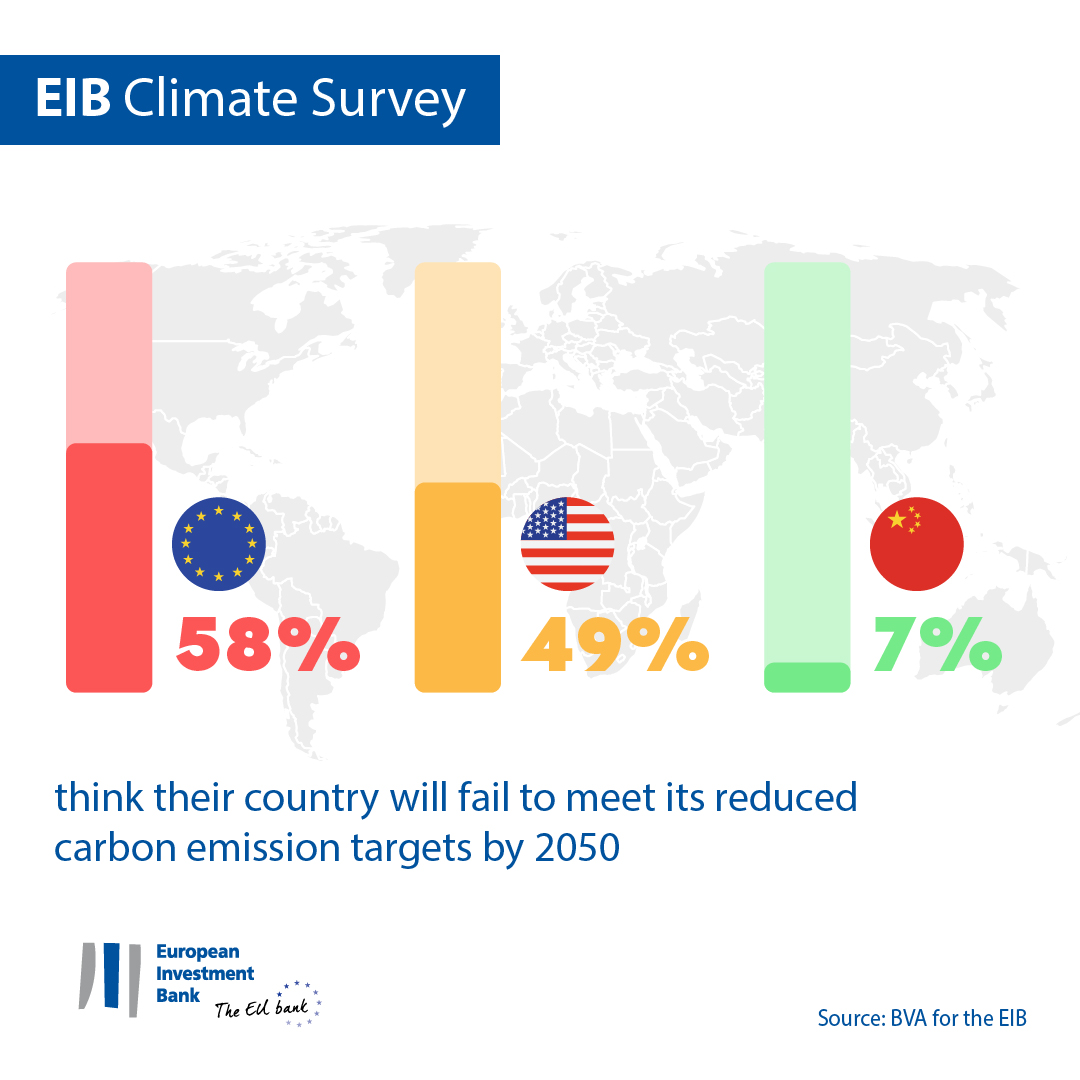 EIB Climate Survey
58%
49%
7%
think their country will fail to meet its reduced
carbon emission targets by 2050
European
Investment
Bank
The EU bank
Source: BVA for the EIB